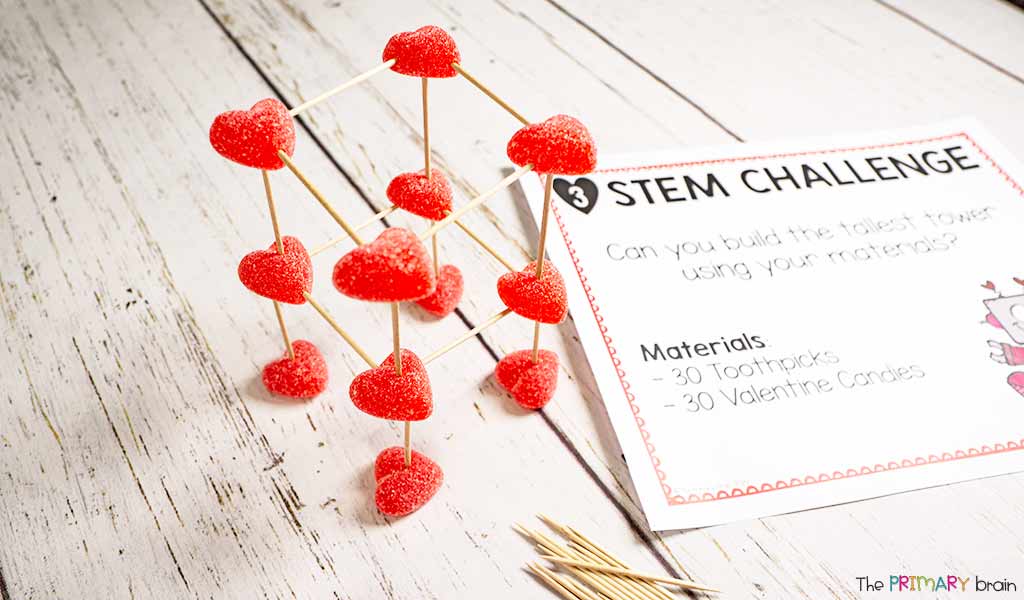 3 STEM CHALLENGE
Can you build the tallest tower
using your materials?
Materials:
- 30 Toothpicks
- 30 Valentine Candies
The PRIMARY brain